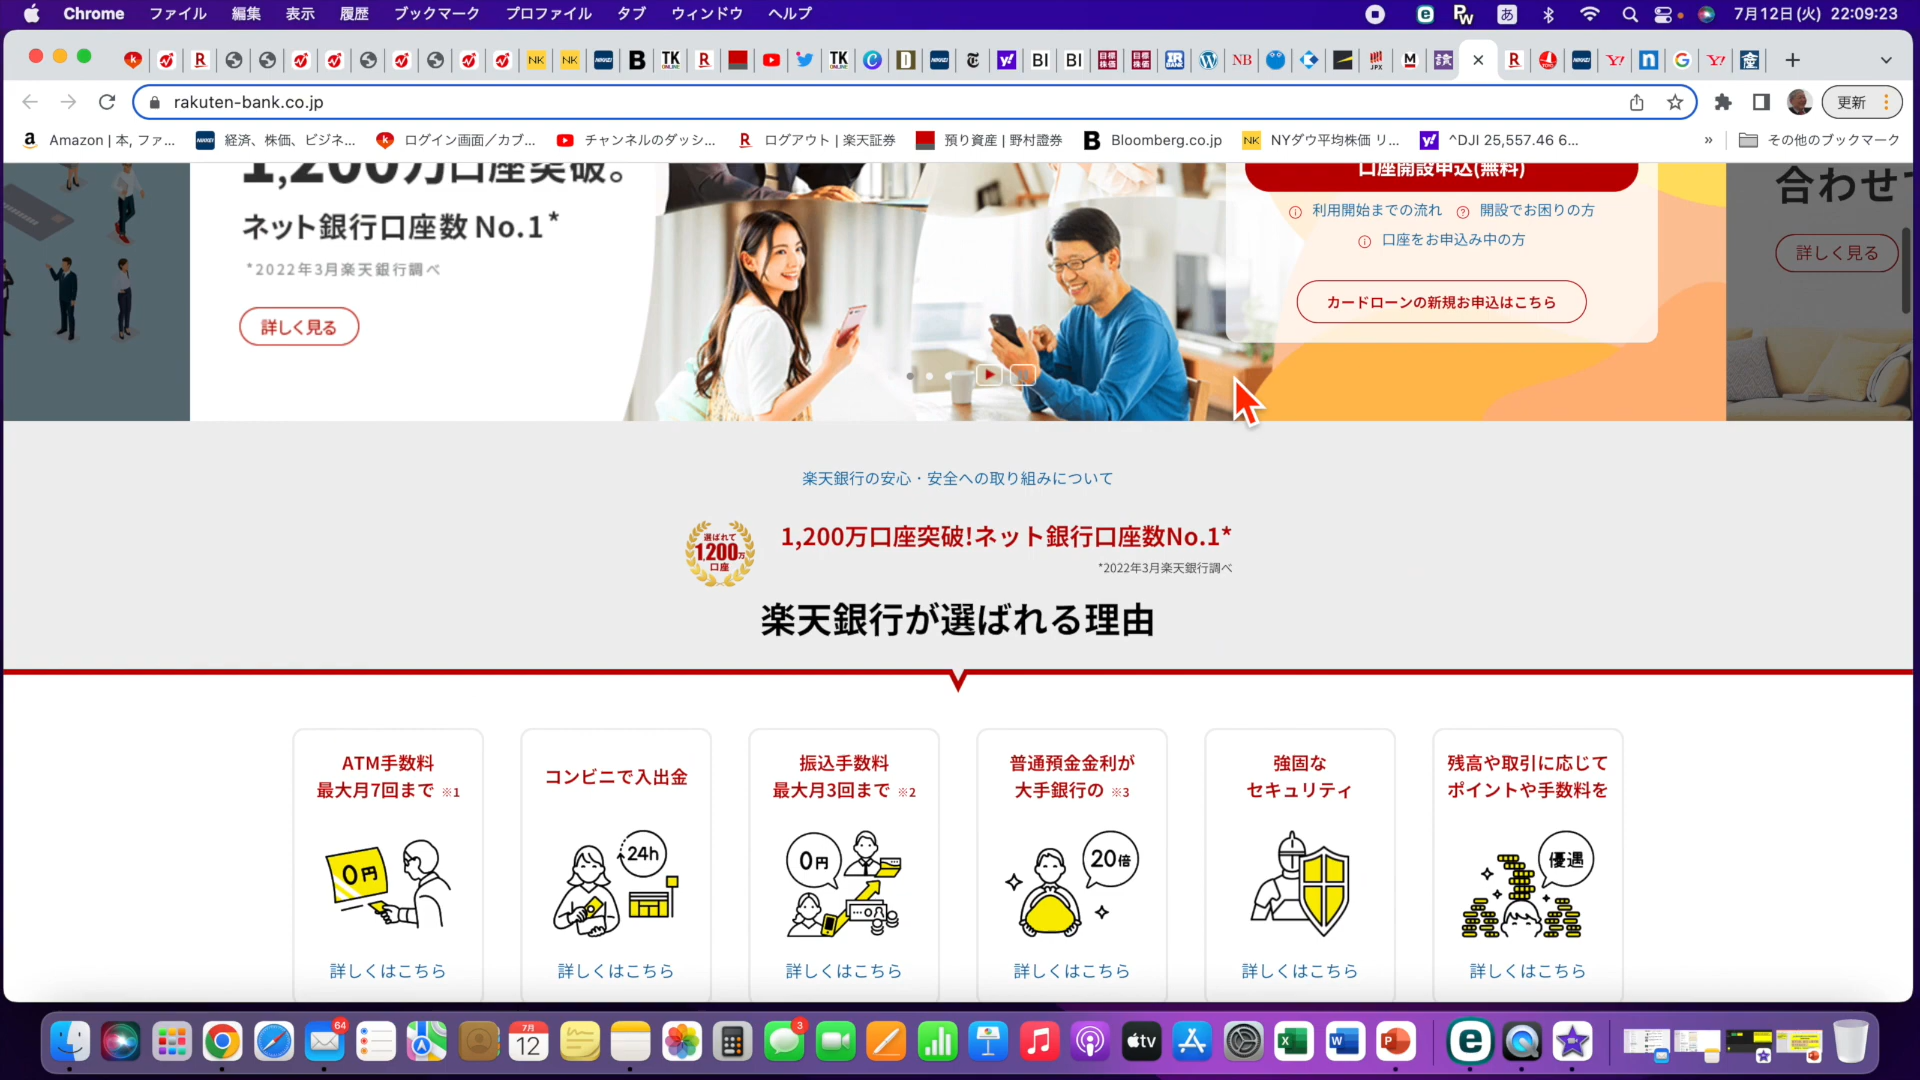 Chrome ファイル 編集 表示 履歴 ブックマーク プロファイル タブ ウィンドウ ヘルプ 7月12日(火) 22:09:23
rakuten-bank.co.jp 更新
Amazon | 本, ファ... 経済、株価、ビジネ... ログイン画面／カブ... チャンネルのダッシ... ログアウト | 楽天証券 預り資産 | 野村證券 Bloomberg.co.jp NYダウ平均株価 リ... ^DJI 25,557.46 6... » その他のブックマーク
1,200万口座突破。
ネット銀行口座数 No.1*
*2022年3月楽天銀行調べ
詳しく見る
口座開設申込(無料)
利用開始までの流れ 開設でお困りの方
口座をお申込み中の方
カードローンの新規お申込はこちら
合わせ
詳しく見る
楽天銀行の安心・安全への取り組みについて
選ばれて
1,200万
口座
1,200万口座突破!ネット銀行口座数No.1*
*2022年3月楽天銀行調べ
楽天銀行が選ばれる理由
ATM手数料
最大月7回まで ※1
0円
詳しくはこちら
コンビニで入出金
24h
詳しくはこちら
振込手数料
最大月3回まで ※2
0円
詳しくはこちら
普通預金金利が
大手銀行の ※3
20倍
詳しくはこちら
強固な
セキュリティ
詳しくはこちら
残高や取引に応じて
ポイントや手数料を
優遇
詳しくはこちら
64
7月
12
3
tv